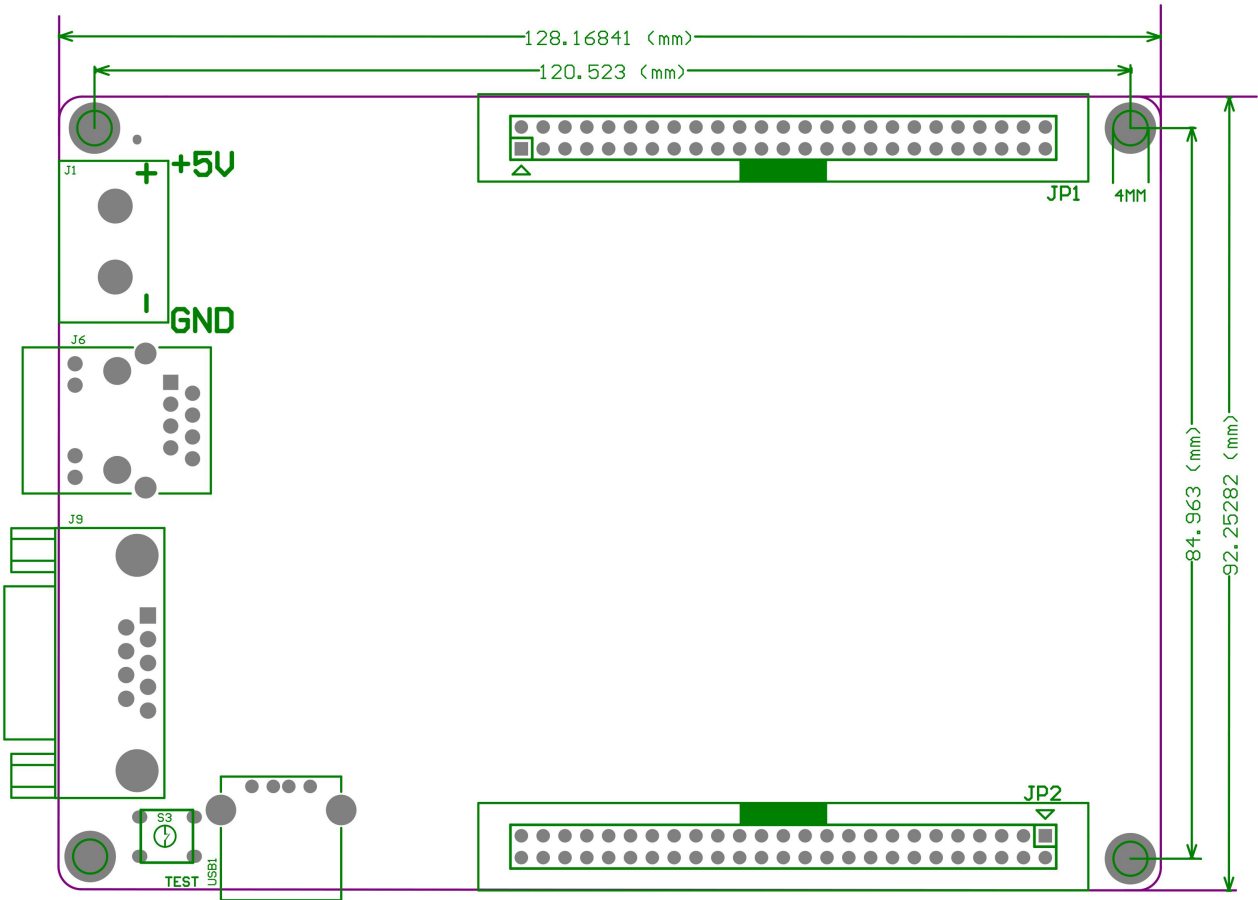 128.16841 (mm)
120.523 (mm)
J1
+
+5V
JP1
4MM
-
GND
J6
84.963 (mm)
92.25282 (mm)
J9
JP2
S3
USB1
TEST